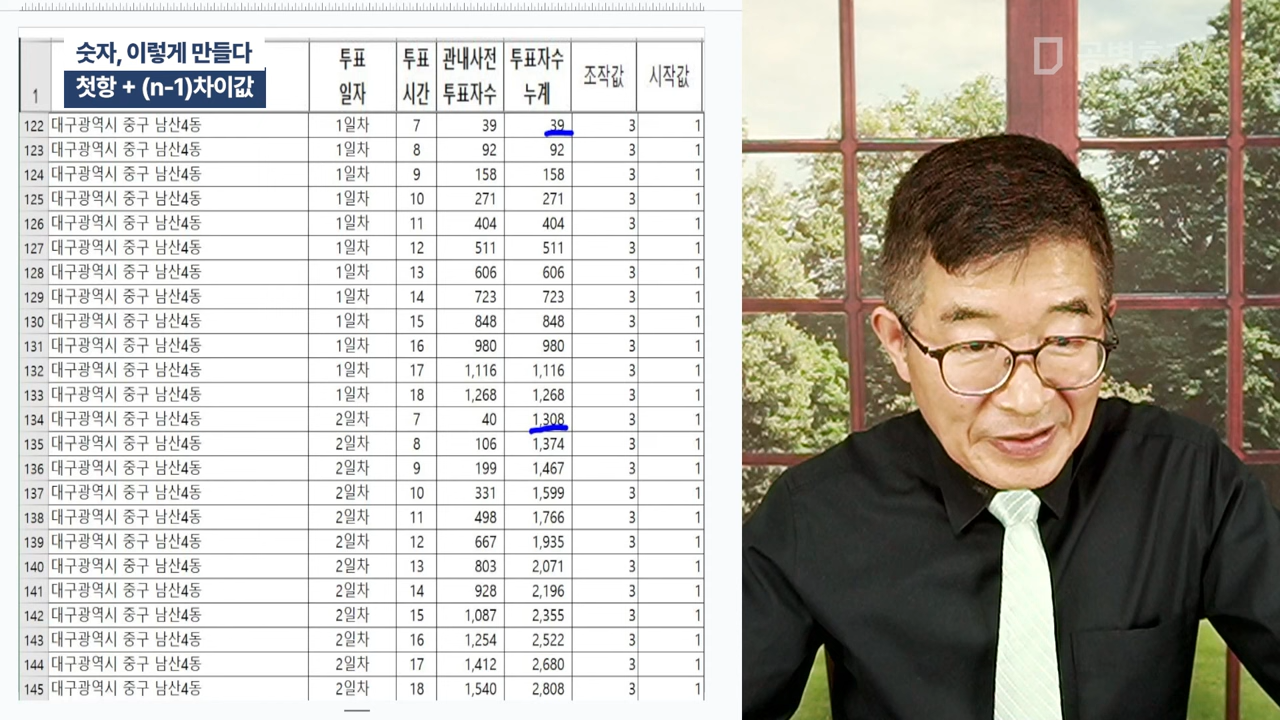 숫자, 이렇게 만들다
첫항 + (n-1)차이값
1 투표 일자 투표 시간 관내사전 투표자수 투표자수 누계 조작값 시작값
122 대구광역시 중구 남산4동 1일차 7 39 39 3 1
123 대구광역시 중구 남산4동 1일차 8 92 92 3 1
124 대구광역시 중구 남산4동 1일차 9 158 158 3 1
125 대구광역시 중구 남산4동 1일차 10 271 271 3 1
126 대구광역시 중구 남산4동 1일차 11 404 404 3 1
127 대구광역시 중구 남산4동 1일차 12 511 511 3 1
128 대구광역시 중구 남산4동 1일차 13 606 606 3 1
129 대구광역시 중구 남산4동 1일차 14 723 723 3 1
130 대구광역시 중구 남산4동 1일차 15 848 848 3 1
131 대구광역시 중구 남산4동 1일차 16 980 980 3 1
132 대구광역시 중구 남산4동 1일차 17 1,116 1,116 3 1
133 대구광역시 중구 남산4동 1일차 18 1,268 1,268 3 1
134 대구광역시 중구 남산4동 2일차 7 40 1,308 3 1
135 대구광역시 중구 남산4동 2일차 8 106 1,374 3 1
136 대구광역시 중구 남산4동 2일차 9 199 1,467 3 1
137 대구광역시 중구 남산4동 2일차 10 331 1,599 3 1
138 대구광역시 중구 남산4동 2일차 11 498 1,766 3 1
139 대구광역시 중구 남산4동 2일차 12 667 1,935 3 1
140 대구광역시 중구 남산4동 2일차 13 803 2,071 3 1
141 대구광역시 중구 남산4동 2일차 14 928 2,196 3 1
142 대구광역시 중구 남산4동 2일차 15 1,087 2,355 3 1
143 대구광역시 중구 남산4동 2일차 16 1,254 2,522 3 1
144 대구광역시 중구 남산4동 2일차 17 1,412 2,680 3 1
145 대구광역시 중구 남산4동 2일차 18 1,540 2,808 3 1